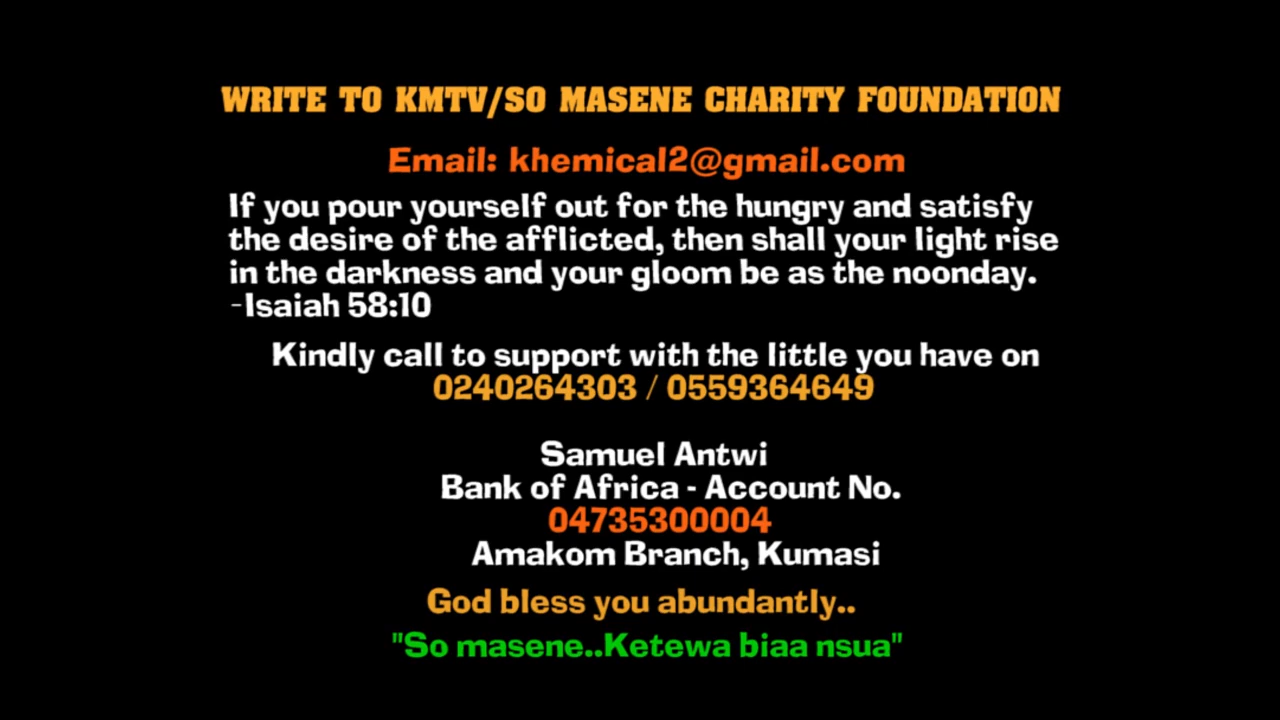 WRITE TO KMTV/SO MASENE CHARITY FOUNDATION
Email: khemical2@gmail.com
If you pour yourself out for the hungry and satisfy
the desire of the afflicted, then shall your light rise
in the darkness and your gloom be as the noonday.
-Isaiah 58:10
Kindly call to support with the little you have on
0240264303 / 0559364649
Samuel Antwi
Bank of Africa - Account No.
04735300004
Amakom Branch, Kumasi
God bless you abundantly..
"So masene..Ketewa biaa nsua"